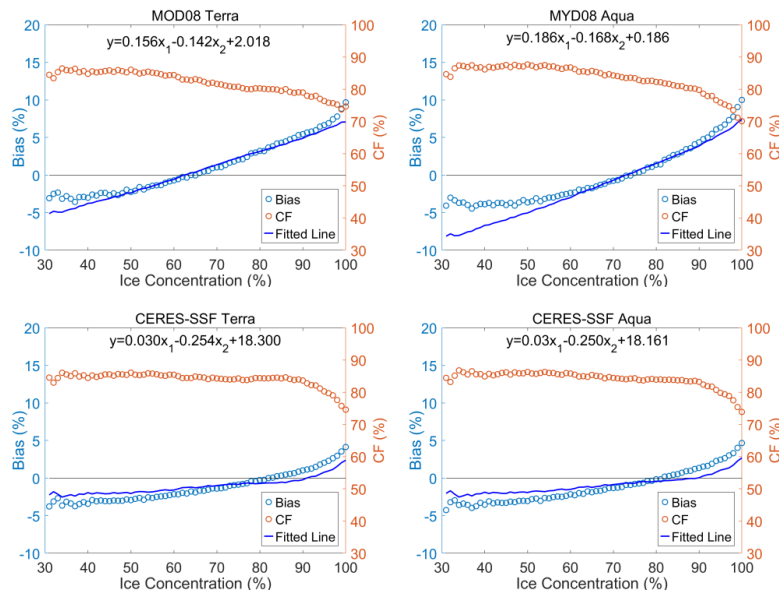 MOD08 Terra
y=0.156x1-0.142x2+2.018
20
15
10
5
0
-5
-10
Bias (%)
100
90
80
70
60
50
40
30
CF (%)
Bias
CF
Fitted Line
30 40 50 60 70 80 90 100
Ice Concentration (%)
MYD08 Aqua
y=0.186x1-0.168x2+0.186
20
15
10
5
0
-5
-10
Bias (%)
100
90
80
70
60
50
40
30
CF (%)
Bias
CF
Fitted Line
30 40 50 60 70 80 90 100
Ice Concentration (%)
CERES-SSF Terra
y=0.030x1-0.254x2+18.300
20
15
10
5
0
-5
-10
Bias (%)
100
90
80
70
60
50
40
30
CF (%)
Bias
CF
Fitted Line
30 40 50 60 70 80 90 100
Ice Concentration (%)
CERES-SSF Aqua
y=0.03x1-0.250x2+18.161
20
15
10
5
0
-5
-10
Bias (%)
100
90
80
70
60
50
40
30
CF (%)
Bias
CF
Fitted Line
30 40 50 60 70 80 90 100
Ice Concentration (%)